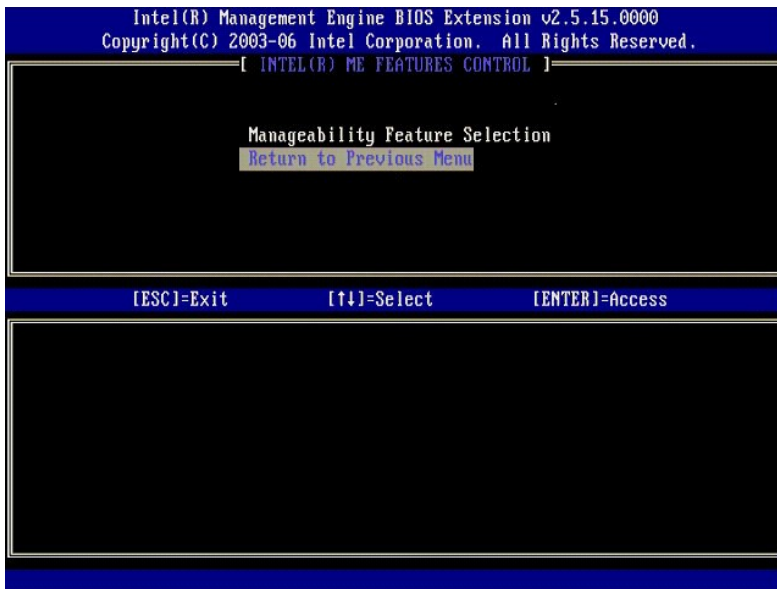 Intel(R) Management Engine BIOS Extension v2.5.15.0000
Copyright(C) 2003-06 Intel Corporation. All Rights Reserved.
[ INTEL(R) ME FEATURES CONTROL ]
Manageability Feature Selection
Return to Previous Menu
[ESC]=Exit [↑↓]=Select [ENTER]=Access